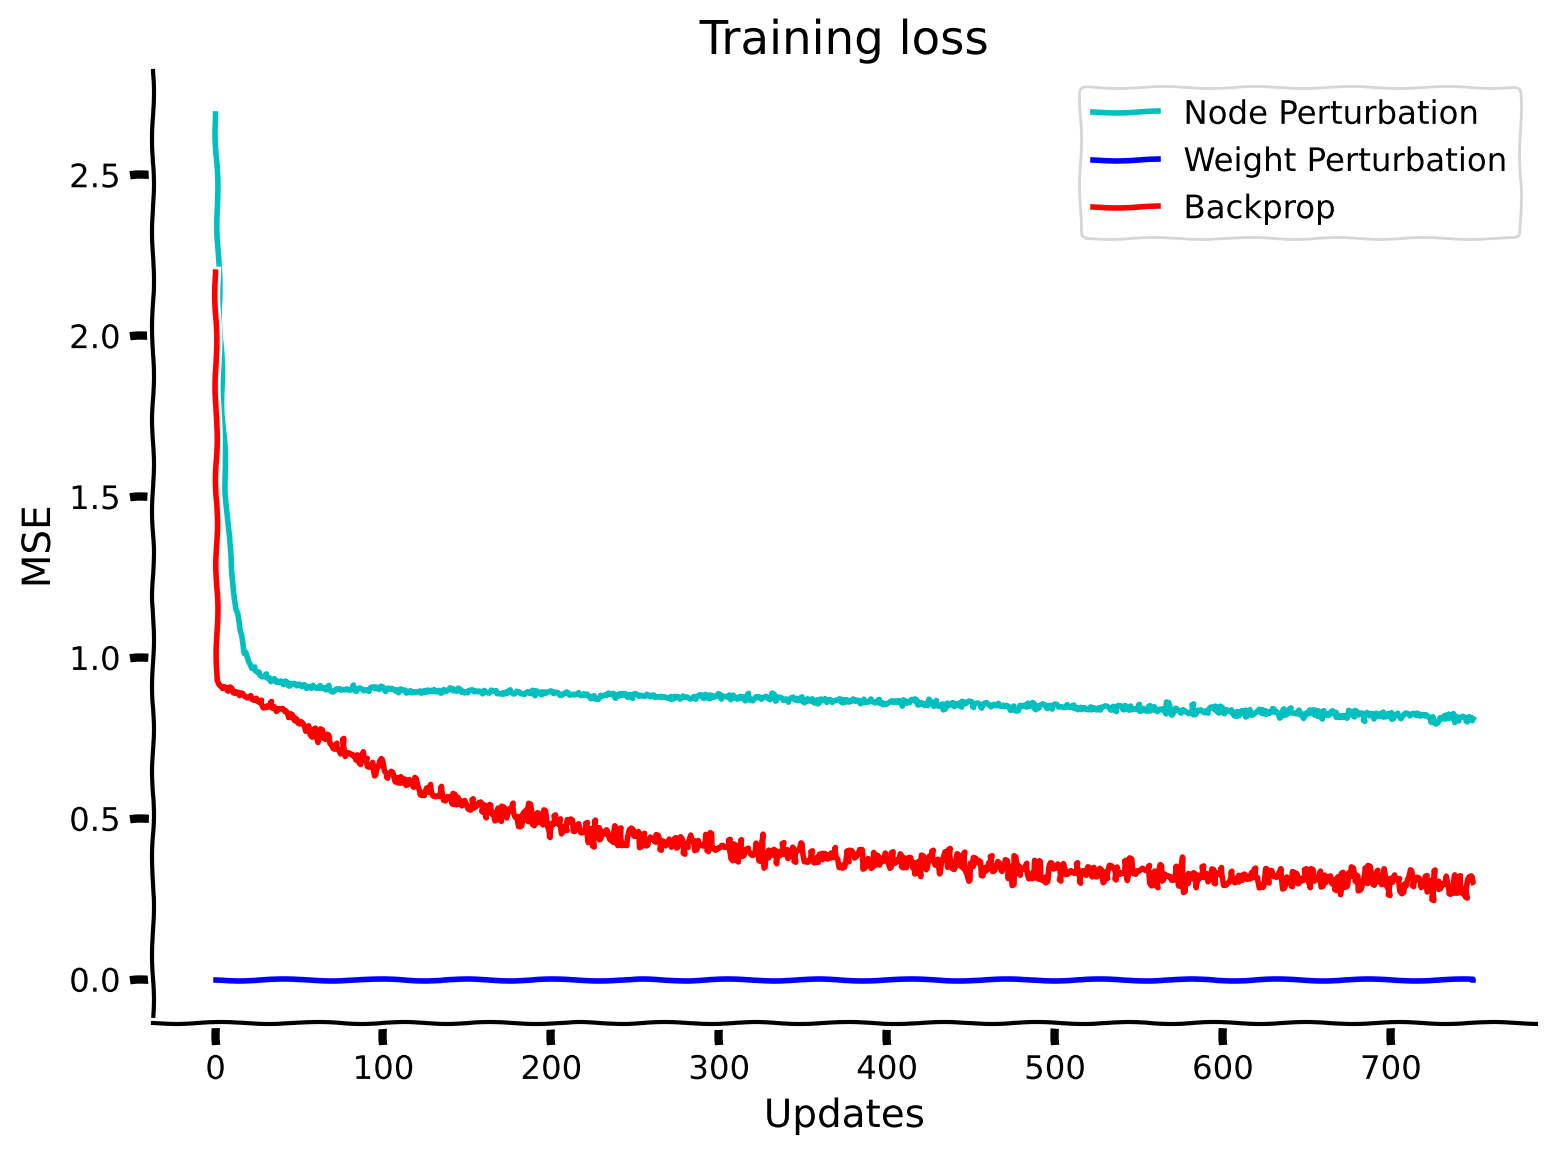 Training loss
Node Perturbation
Weight Perturbation
Backprop
MSE
2.5
2.0
1.5
1.0
0.5
0.0
0 100 200 300 400 500 600 700
Updates